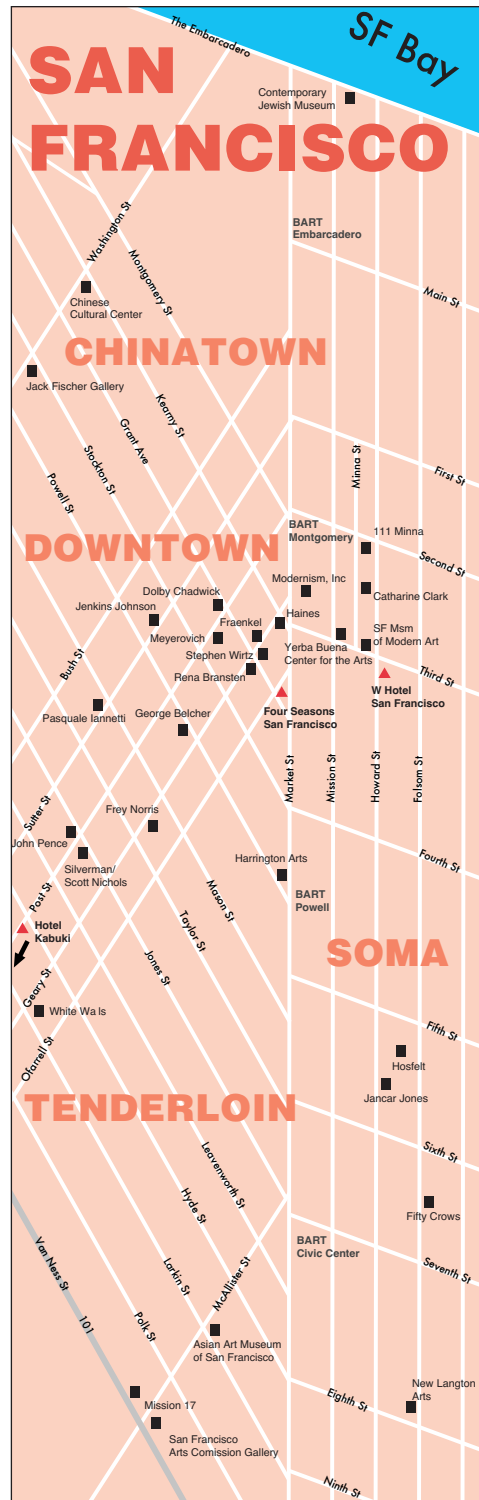 The Embarcadero
SF Bay
SAN
FRANCISCO
Contemporary
Jewish Museum
BART
Embarcadero
Washington St
Montgomery St
Main St
Chinese
Cultural Center
CHINATOWN
Jack Fischer Gallery
Kearny St
Grant Ave
Stockton St
Powell St
Minna St
First St
BART
Montgomery
111 Minna
DOWNTOWN
Second St
Modernism, Inc
Catharine Clark
Dolby Chadwick
Jenkins Johnson
Haines
Fraenkel
Meyerovich
Yerba Buena
Center for the Arts
SF Msm
of Modern Art
Stephen Wirtz
Rena Bransten
Third St
Bush St
W Hotel
San Francisco
Four Seasons
San Francisco
Pasquale Iannetti
George Belcher
Market St
Mission St
Howard St
Folsom St
Sutter St
Frey Norris
John Pence
Silverman/
Scott Nichols
Harrington Arts
Fourth St
Post St
Mason St
BART
Powell
Taylor St
Hotel
Kabuki
Jones St
SOMA
Geary St
White Wa ls
Fifth St
Ofarrell St
Hosfelt
Jancar Jones
TENDERLOIN
Sixth St
Leavenworth St
Hyde St
Fifty Crows
BART
Civic Center
Van Ness St
101
Larkin St
McAllister St
Seventh St
Polk St
Asian Art Museum
of San Francisco
New Langton
Arts
Eighth St
Mission 17
San Francisco
Arts Comission Gallery
Ninth St